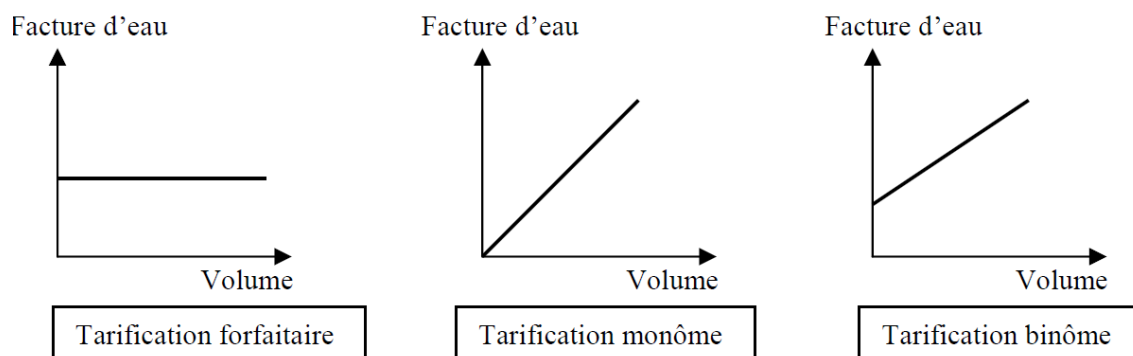 Facture d’eau
Volume
Tarification forfaitaire
Facture d’eau
Volume
Tarification monôme
Facture d’eau
Volume
Tarification binôme